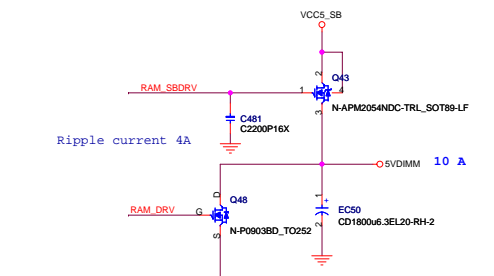 VCC5_SB
2
Q43
RAM_SBDRV
1
4
N-APM2054NDC-TRL_SOT89-LF
3
C481
C2200P16X
Ripple current 4A
5VDIMM
10 A
D
Q48
1
+
RAM_DRV
G
EC50
CD1800u6.3EL20-RH-2
N-P0903BD_TO252
S
2